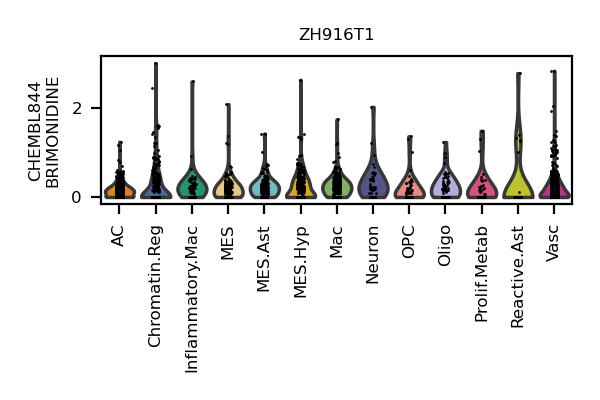 ZH916T1
CHEMBL844
BRIMONIDINE
2
0
AC
Chromatin.Reg
Inflammatory.Mac
MES
MES.Ast
MES.Hyp
Mac
Neuron
OPC
Oligo
Prolif.Metab
Reactive.Ast
Vasc